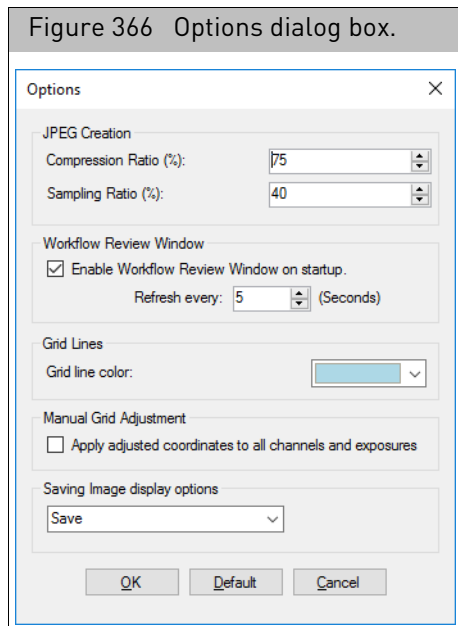 Figure 366 Options dialog box.
Options
JPEG Creation
Compression Ratio (%): 75
Sampling Ratio (%): 40
Workflow Review Window
Enable Workflow Review Window on startup.
Refresh every: 5 (Seconds)
Grid Lines
Grid line color:
Manual Grid Adjustment
Apply adjusted coordinates to all channels and exposures
Saving Image display options
Save
OK Default Cancel